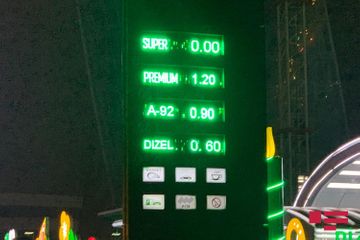 SUPER 0.00
PREMIUM 1.20
A-92 0.90
DIZEL 0.60